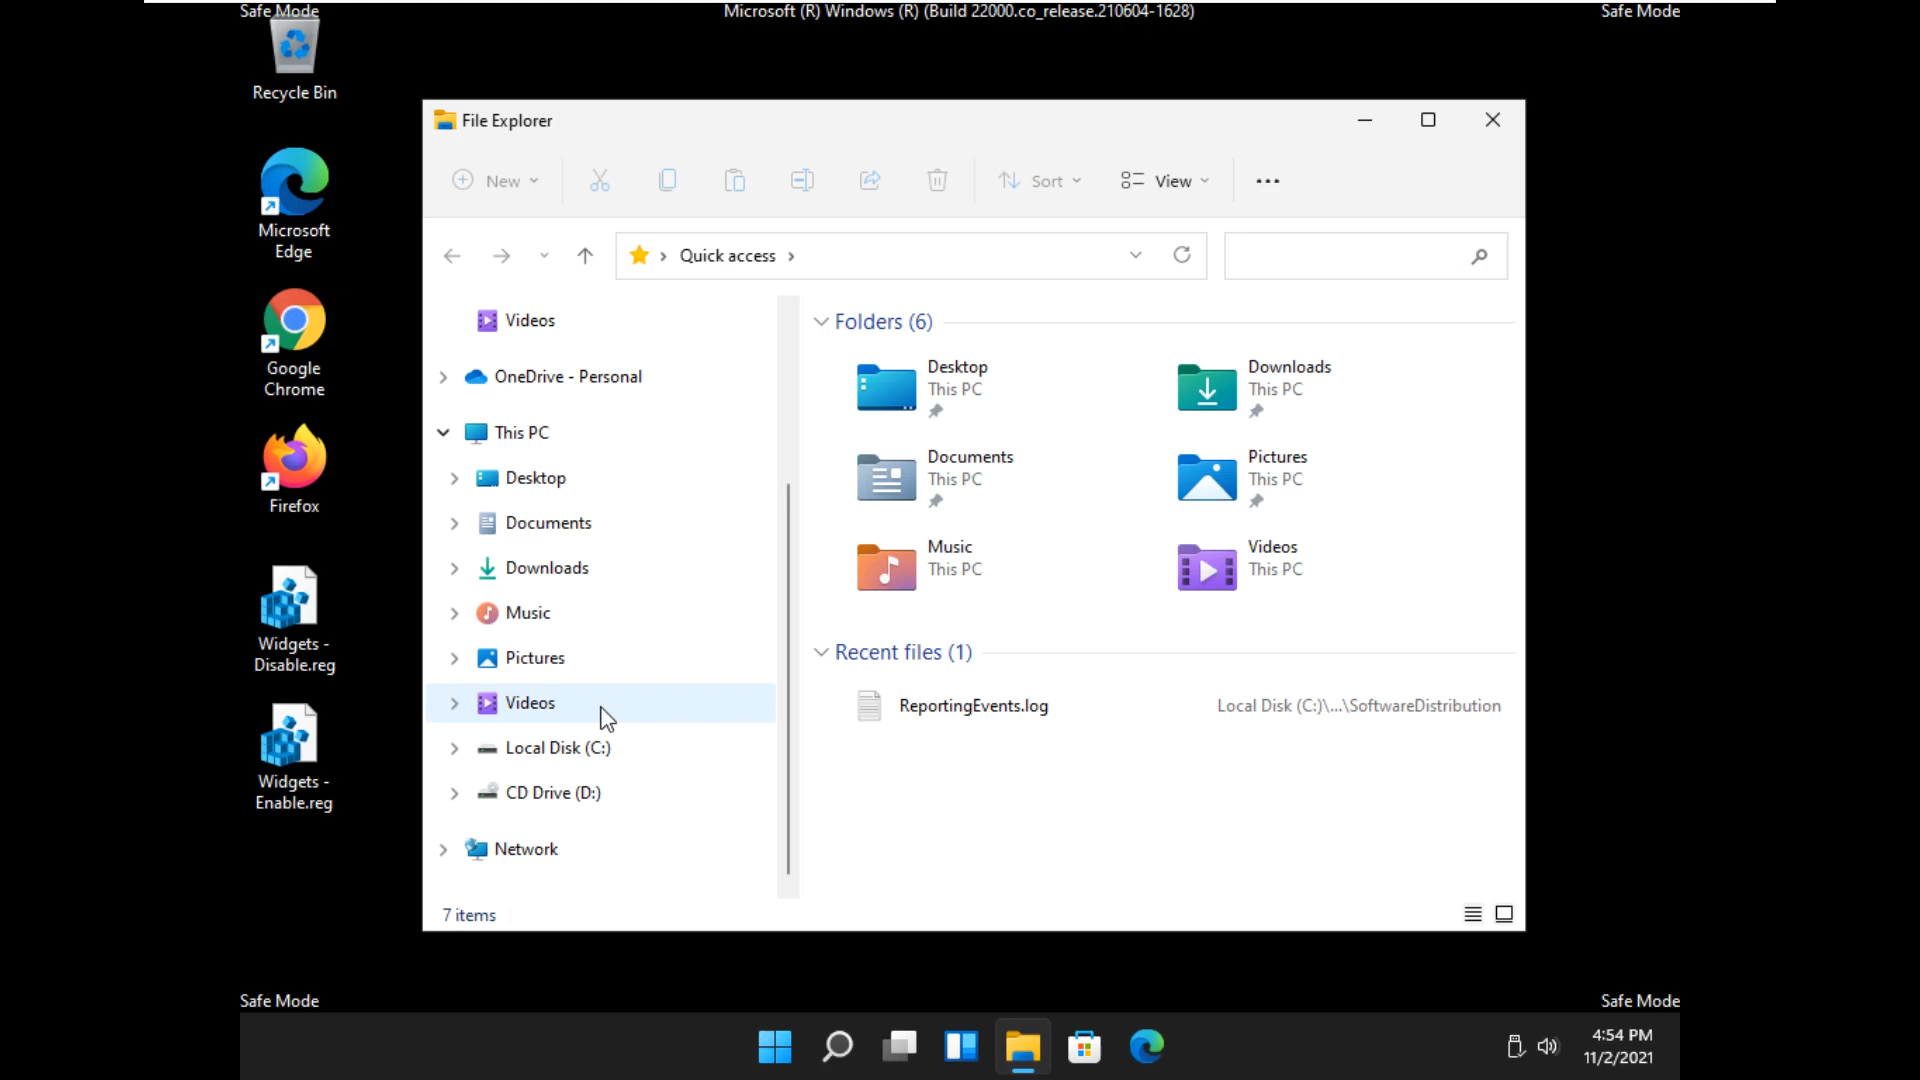 Safe Mode
Microsoft (R) Windows (R) (Build 22000.co_release.210604-1628)
Safe Mode
Recycle Bin
Microsoft
Edge
Google
Chrome
Firefox
Widgets -
Disable.reg
Widgets -
Enable.reg
File Explorer
New
Sort
View
Quick access
Videos
OneDrive - Personal
This PC
Desktop
Documents
Downloads
Music
Pictures
Videos
Local Disk (C:)
CD Drive (D:)
Network
Folders (6)
Desktop
This PC
Downloads
This PC
Documents
This PC
Pictures
This PC
Music
This PC
Videos
This PC
Recent files (1)
ReportingEvents.log
Local Disk (C:)\...\SoftwareDistribution
7 items
Safe Mode
Safe Mode
4:54 PM
11/2/2021